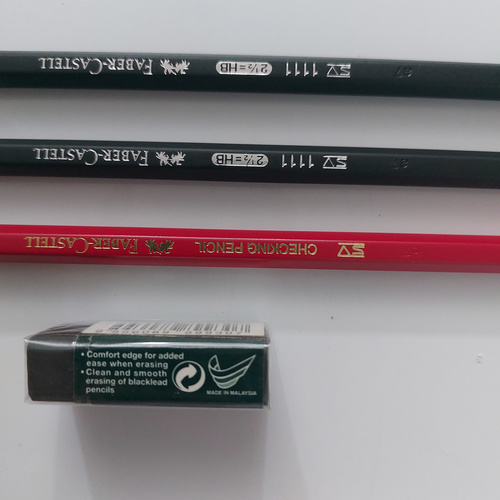 FABER-CASTELL 2½=HB 1111 SV
FABER-CASTELL 2½=HB 1111 SV
FABER-CASTELL CHECKING PENCIL SV
• Comfort edge for added
ease when erasing
• Clean and smooth
erasing of blacklead
pencils
MADE IN MALAYSIA